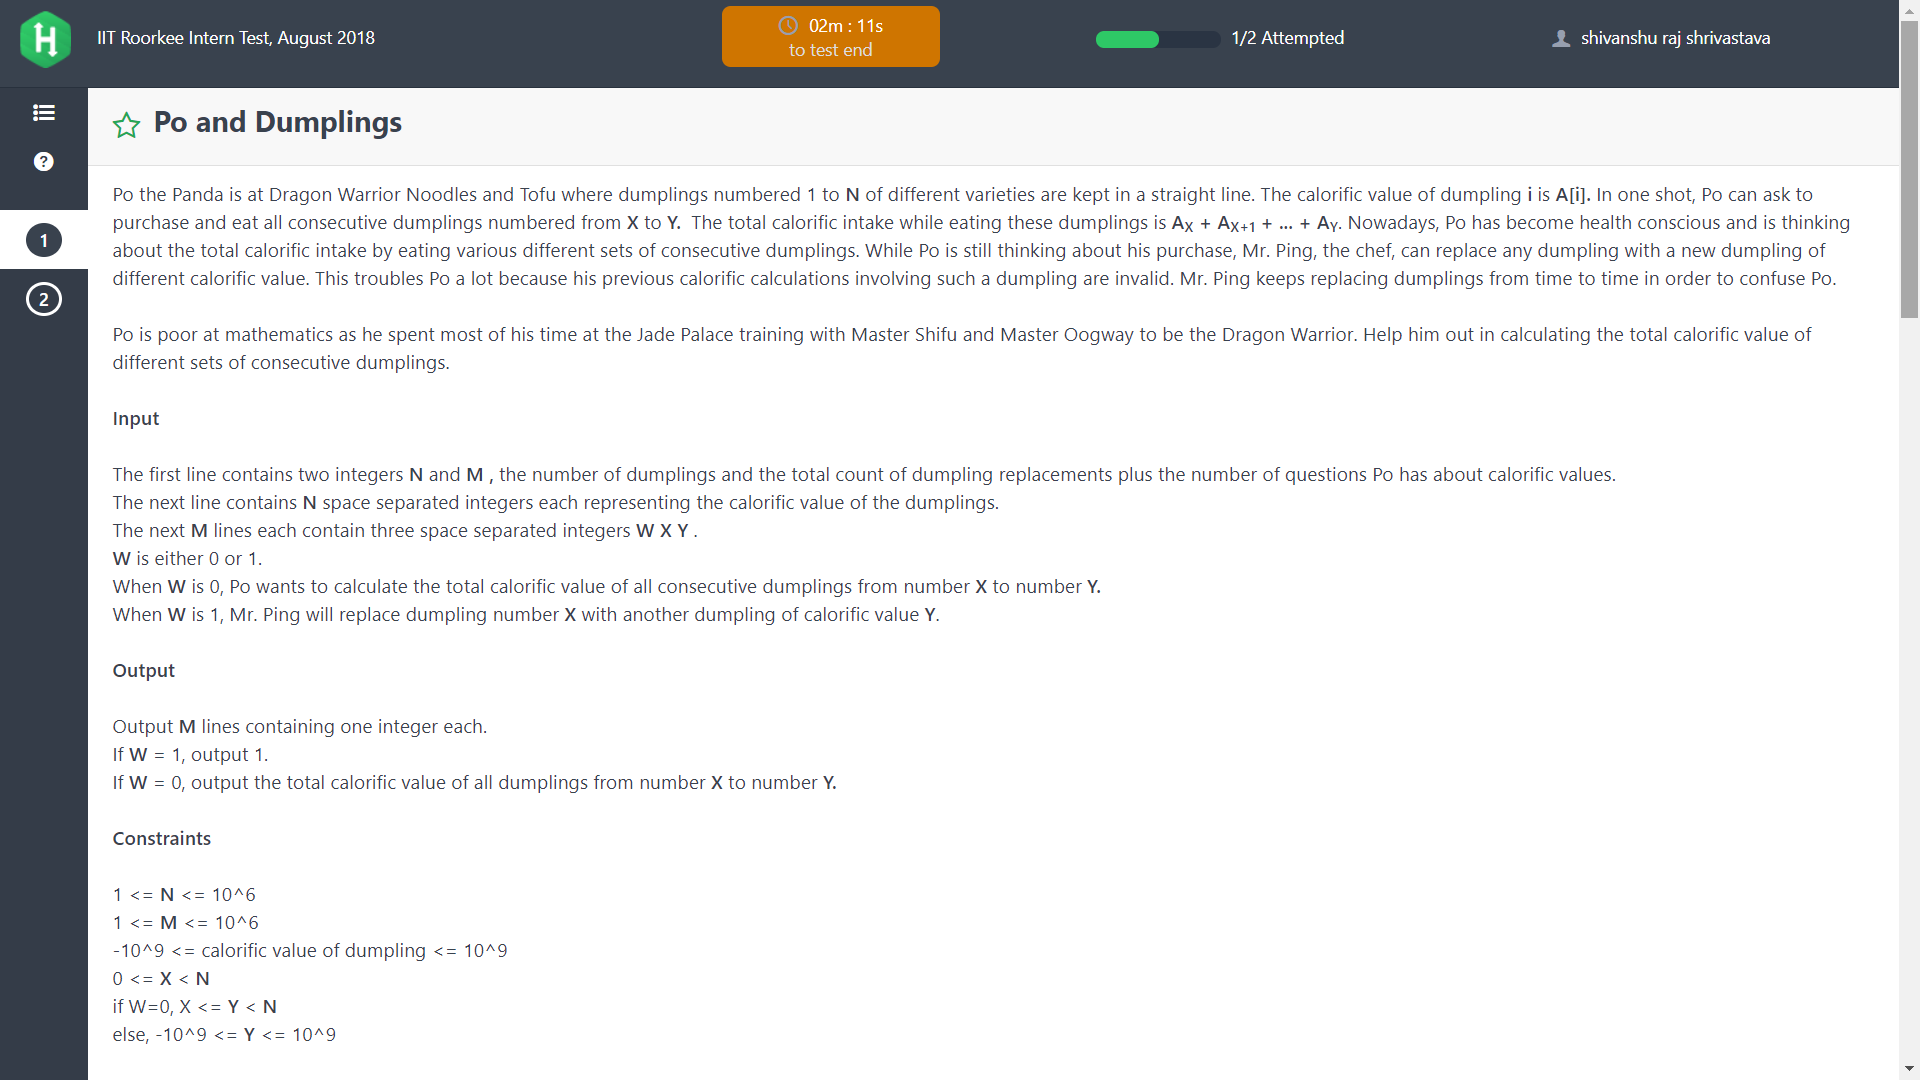 IIT Roorkee Intern Test, August 2018
02m : 11s
to test end
1/2 Attempted
shivanshu raj shrivastava
Po and Dumplings
1
2
Po the Panda is at Dragon Warrior Noodles and Tofu where dumplings numbered 1 to N of different varieties are kept in a straight line. The calorific value of dumpling i is A[i]. In one shot, Po can ask to
purchase and eat all consecutive dumplings numbered from X to Y. The total calorific intake while eating these dumplings is AX + AX+1 + ... + AY. Nowadays, Po has become health conscious and is thinking
about the total calorific intake by eating various different sets of consecutive dumplings. While Po is still thinking about his purchase, Mr. Ping, the chef, can replace any dumpling with a new dumpling of
different calorific value. This troubles Po a lot because his previous calorific calculations involving such a dumpling are invalid. Mr. Ping keeps replacing dumplings from time to time in order to confuse Po.
Po is poor at mathematics as he spent most of his time at the Jade Palace training with Master Shifu and Master Oogway to be the Dragon Warrior. Help him out in calculating the total calorific value of
different sets of consecutive dumplings.
Input
The first line contains two integers N and M , the number of dumplings and the total count of dumpling replacements plus the number of questions Po has about calorific values.
The next line contains N space separated integers each representing the calorific value of the dumplings.
The next M lines each contain three space separated integers W X Y .
W is either 0 or 1.
When W is 0, Po wants to calculate the total calorific value of all consecutive dumplings from number X to number Y.
When W is 1, Mr. Ping will replace dumpling number X with another dumpling of calorific value Y.
Output
Output M lines containing one integer each.
If W = 1, output 1.
If W = 0, output the total calorific value of all dumplings from number X to number Y.
Constraints
1 <= N <= 10^6
1 <= M <= 10^6
-10^9 <= calorific value of dumpling <= 10^9
0 <= X < N
if W=0, X <= Y < N
else, -10^9 <= Y <= 10^9